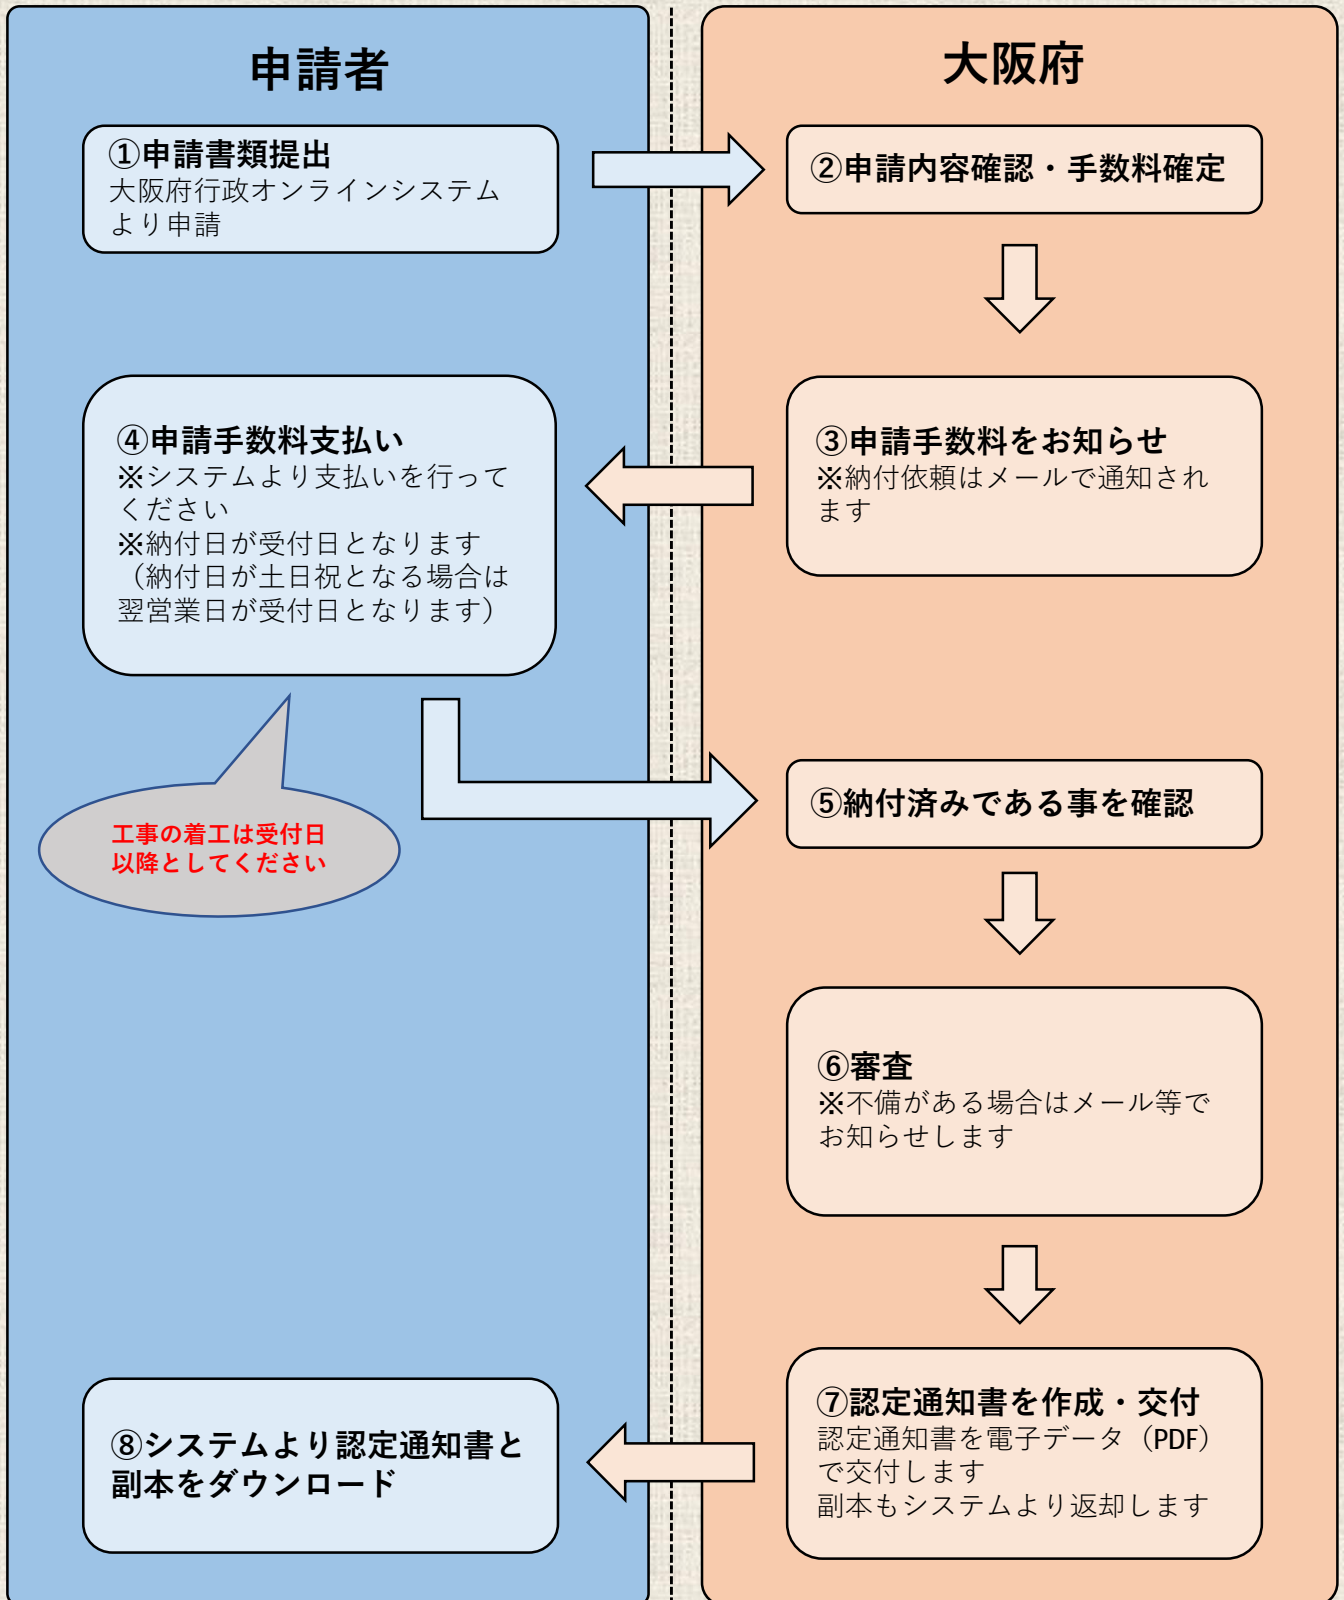 申請者
大阪府
①申請書類提出
大阪府行政オンラインシステム
より申請
②申請内容確認・手数料確定
③申請手数料をお知らせ
※納付依頼はメールで通知され
ます
④申請手数料支払い
※システムより支払いを行って
ください
※納付日が受付日となります
（納付日が土日祝となる場合は
翌営業日が受付日となります）
工事の着工は受付日
以降としてください
⑤納付済みである事を確認
⑥審査
※不備がある場合はメール等で
お知らせします
⑦認定通知書を作成・交付
認定通知書を電子データ（PDF）
で交付します
副本もシステムより返却します
⑧システムより認定通知書と
副本をダウンロード